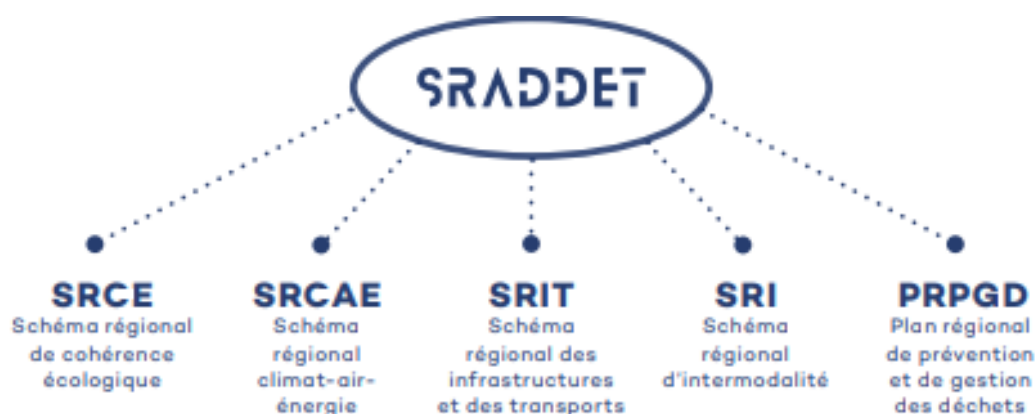 SRADDET
SRCE
Schéma régional
de cohérence
écologique
SRCAE
Schéma
régional
climat-air-
énergie
SRIT
Schéma
régional des
infrastructures
et des transports
SRI
Schéma
régional
d'intermodalité
PRPGD
Plan régional
de prévention
et de gestion
des déchets